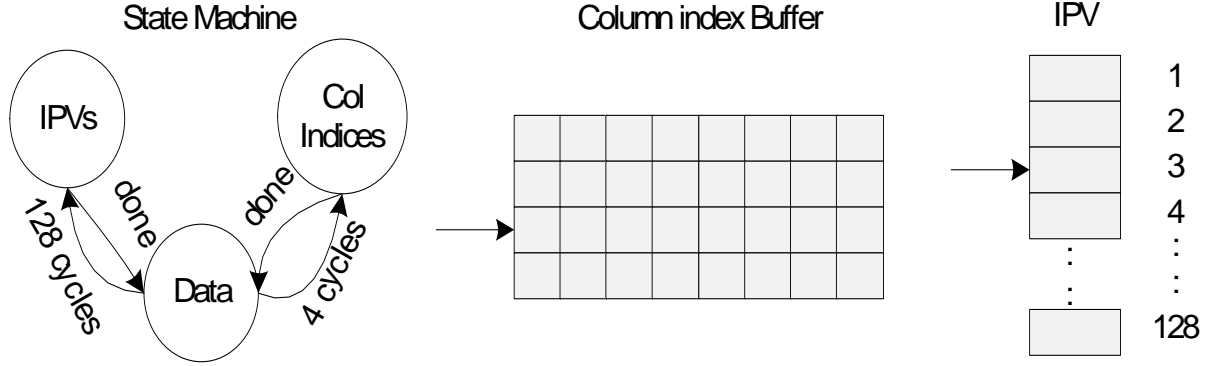 State Machine
IPVs
Col
Indices
done
128 cycles
done
4 cycles
Data
Column index Buffer
IPV
1
2
3
4
128